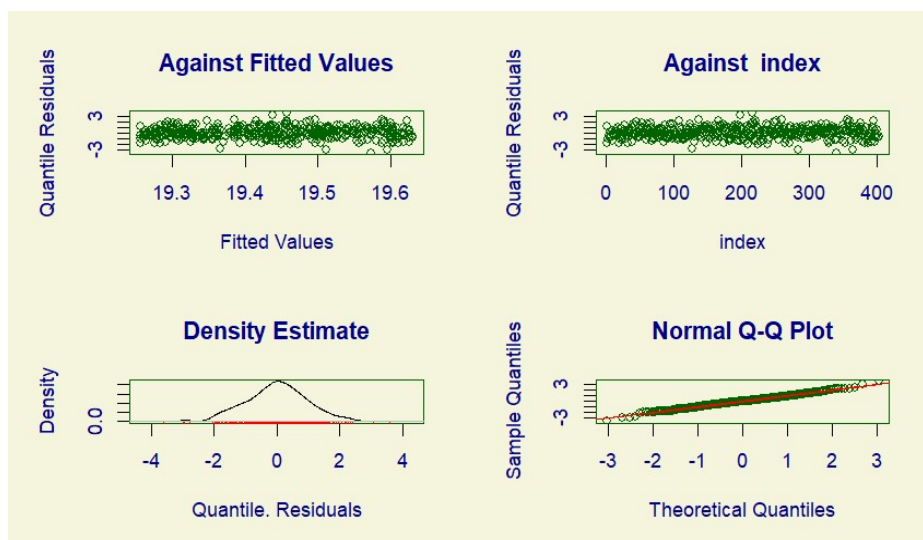 Against Fitted Values
Quantile Residuals
3
-3
19.3 19.4 19.5 19.6
Fitted Values
Against index
Quantile Residuals
3
-3
0 100 200 300 400
index
Density Estimate
Density
0.0
-4 -2 0 2 4
Quantile. Residuals
Normal Q-Q Plot
Sample Quantiles
3
-3
-3 -2 -1 0 1 2 3
Theoretical Quantiles